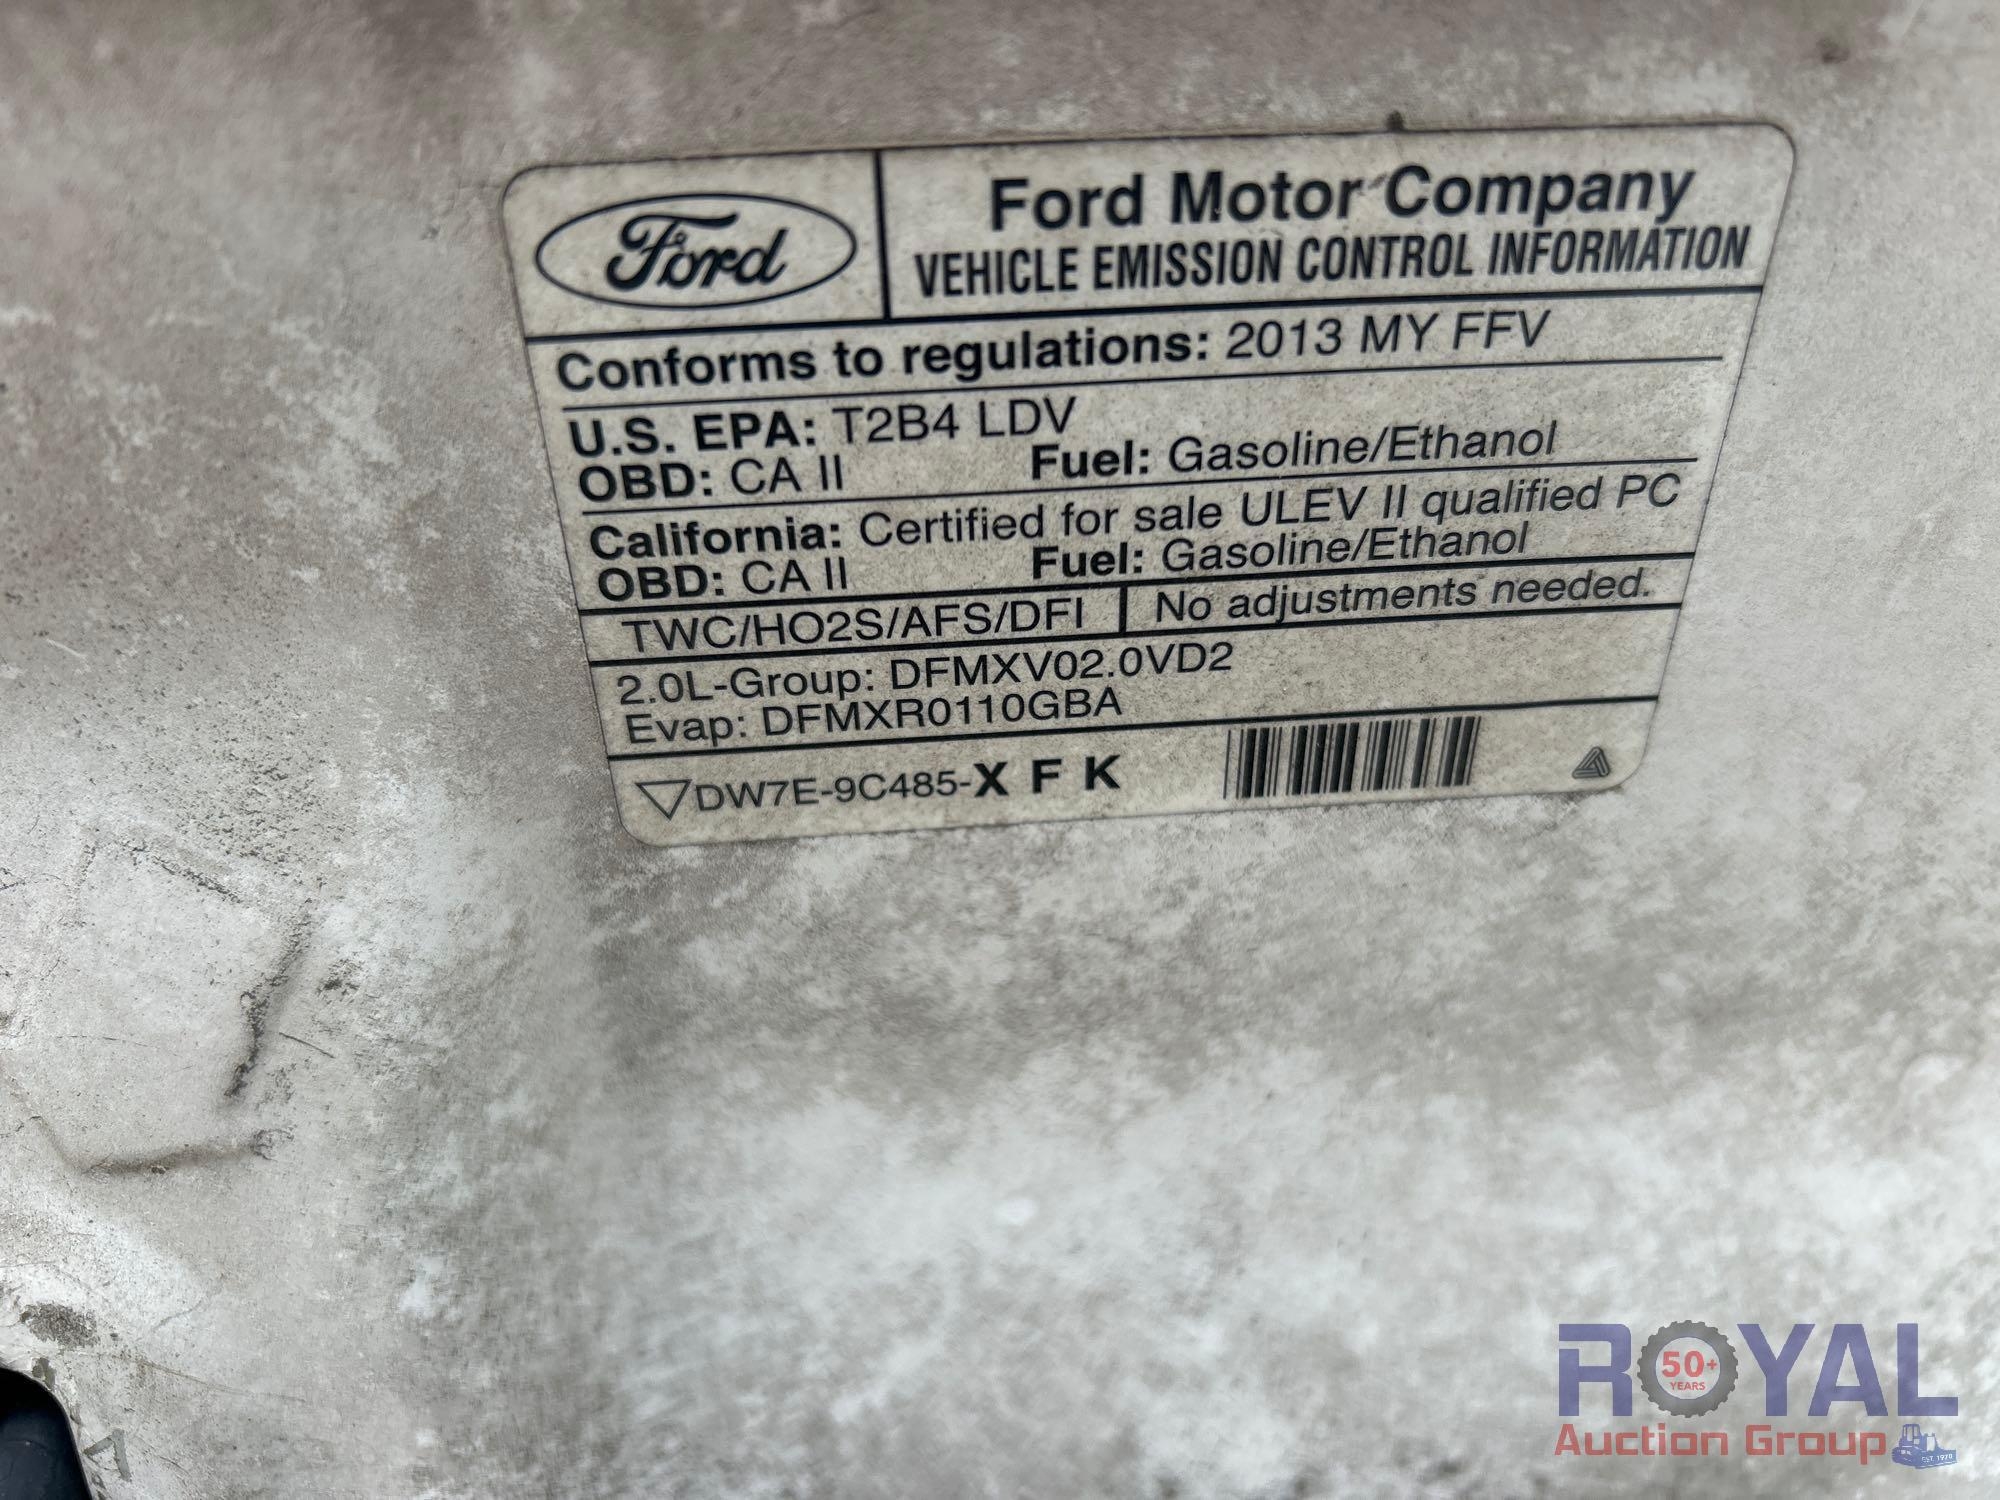 Ford
Ford Motor Company
VEHICLE EMISSION CONTROL INFORMATION
Conforms to regulations: 2013 MY FFV
U.S. EPA: T2B4 LDV
OBD: CA II Fuel: Gasoline/Ethanol
California: Certified for sale ULEV II qualified PC
OBD: CA II Fuel: Gasoline/Ethanol
TWC/HO2S/AFS/DFI No adjustments needed.
2.0L-Group: DFMXV02.0VD2
Evap: DFMXR0110GBA
DW7E-9C485-X F K
ROYAL
50+
YEARS
Auction Group
EST. 1970